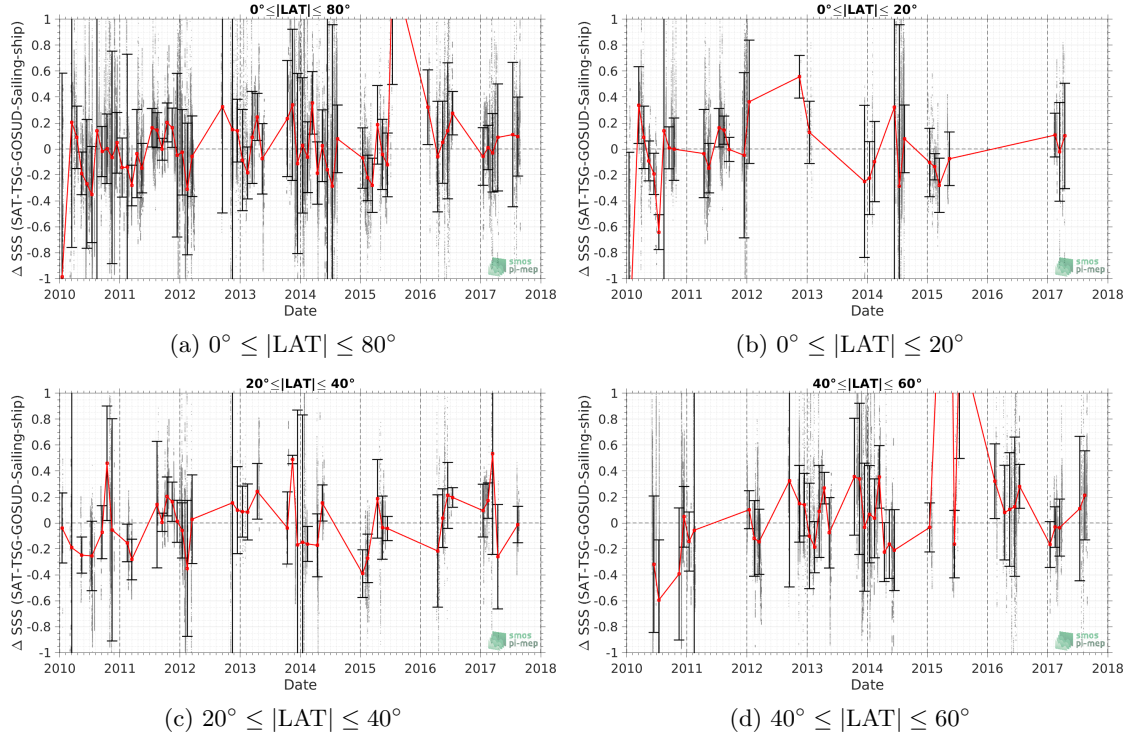 0°≤|LAT|≤ 80°
Δ SSS (SAT-TSG-GOSUD-Sailing-ship)
1
0.8
0.6
0.4
0.2
0
-0.2
-0.4
-0.6
-0.8
-1
smos
pi-mep
2010 2011 2012 2013 2014 2015 2016 2017 2018
Date
(a) 0° ≤ |LAT| ≤ 80°
0°≤|LAT|≤ 20°
Δ SSS (SAT-TSG-GOSUD-Sailing-ship)
1
0.8
0.6
0.4
0.2
0
-0.2
-0.4
-0.6
-0.8
-1
smos
pi-mep
2010 2011 2012 2013 2014 2015 2016 2017 2018
Date
(b) 0° ≤ |LAT| ≤ 20°
20°≤|LAT|≤ 40°
Δ SSS (SAT-TSG-GOSUD-Sailing-ship)
1
0.8
0.6
0.4
0.2
0
-0.2
-0.4
-0.6
-0.8
-1
smos
pi-mep
2010 2011 2012 2013 2014 2015 2016 2017 2018
Date
(c) 20° ≤ |LAT| ≤ 40°
40°≤|LAT|≤ 60°
Δ SSS (SAT-TSG-GOSUD-Sailing-ship)
1
0.8
0.6
0.4
0.2
0
-0.2
-0.4
-0.6
-0.8
-1
smos
pi-mep
2010 2011 2012 2013 2014 2015 2016 2017 2018
Date
(d) 40° ≤ |LAT| ≤ 60°